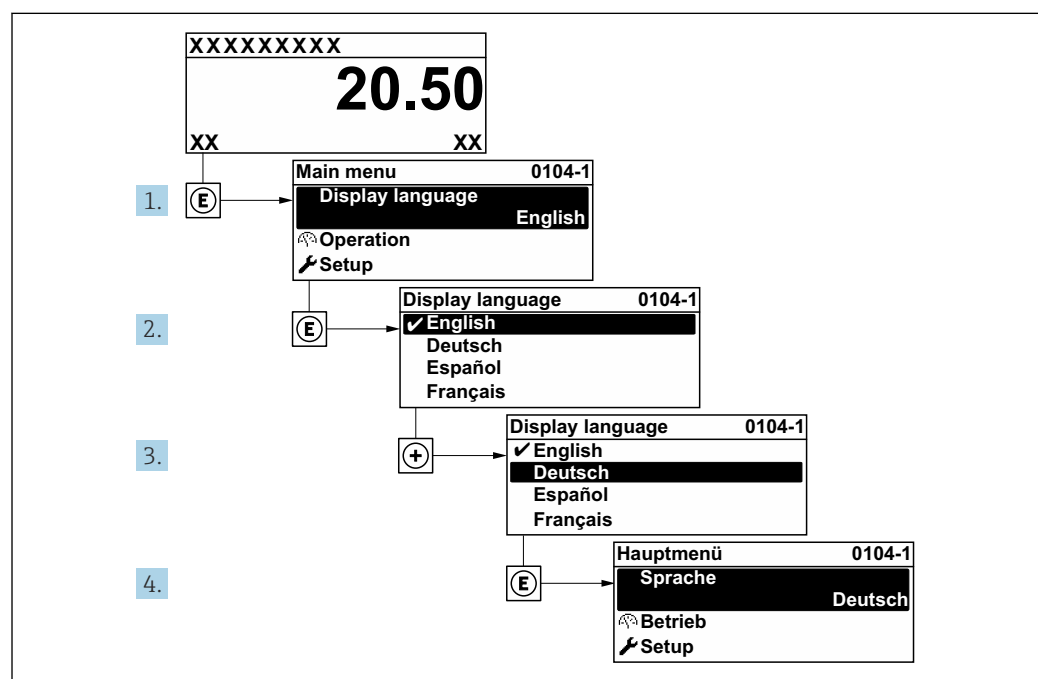 XXXXXXXXX
20.50
XX XX
Main menu 0104-1
1. E Display language
English
Operation
Setup
Display language 0104-1
2. E ✔English
Deutsch
Español
Français
Display language 0104-1
3. + ✔English
Deutsch
Español
Français
Hauptmenü 0104-1
4. E Sprache
Deutsch
Betrieb
Setup